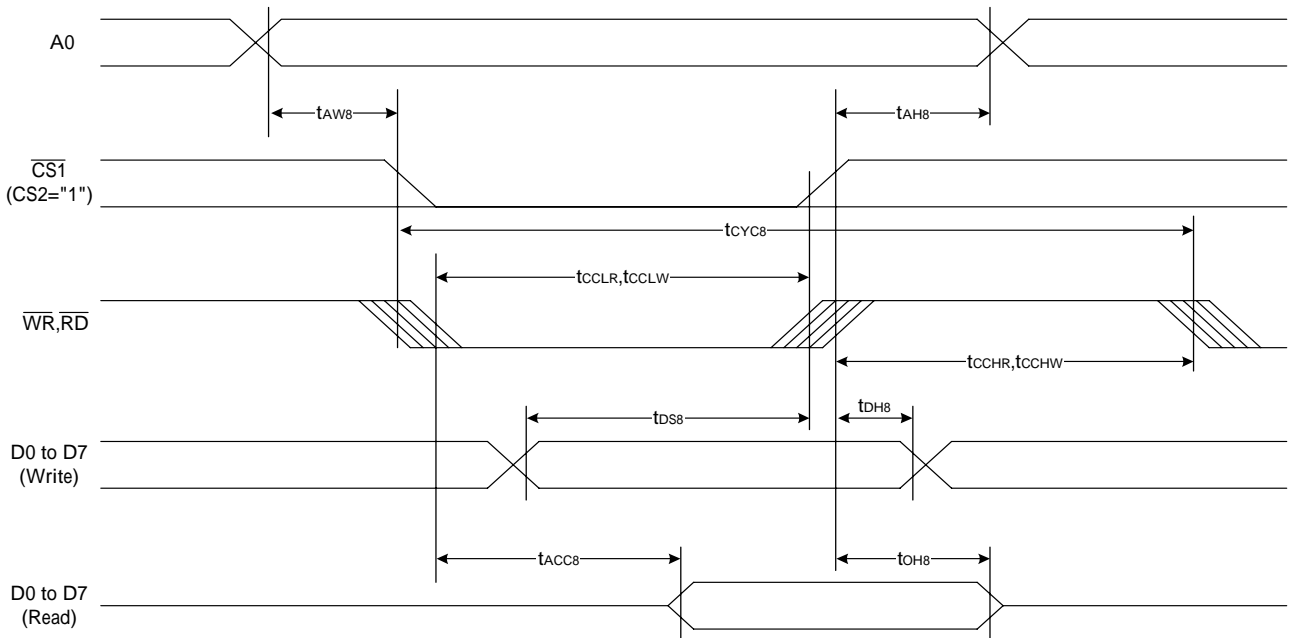 A0
tAW8
tAH8
CS1
(CS2="1")
tCYC8
tCCLR,tCCLW
WR,RD
tCCHR,tCCHW
tDS8
tDH8
D0 to D7
(Write)
tACC8
tOH8
D0 to D7
(Read)